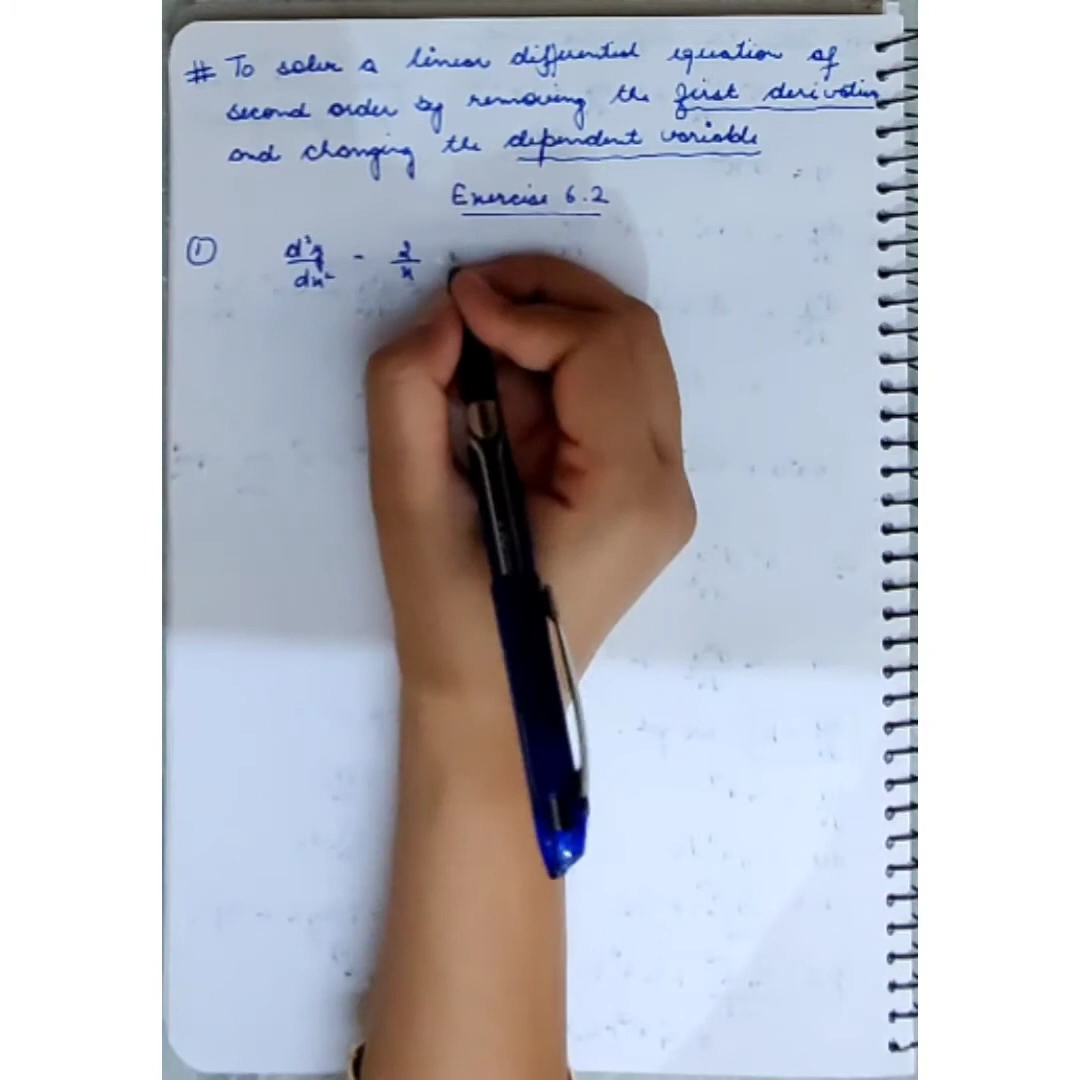 # To solve a linear differential equation of
second order by removing the first derivative
and changing the dependent variable
Exercise 6.2
① d²y/dx² - 2/x